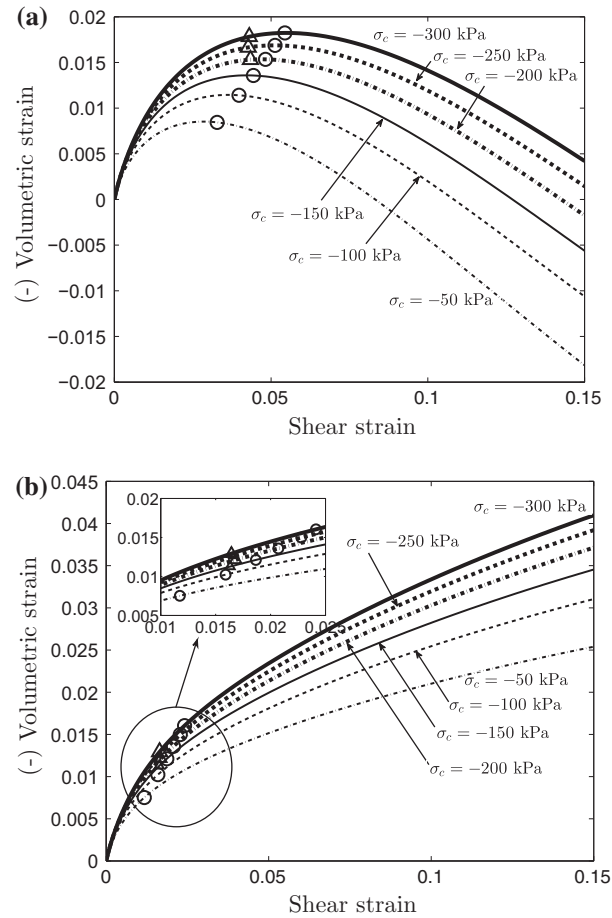 (a)
0.02
0.015
0.01
0.005
0
−0.005
−0.01
−0.015
−0.02
(-) Volumetric strain
σc = −300 kPa
σc = −250 kPa
σc = −200 kPa
σc = −150 kPa
σc = −100 kPa
σc = −50 kPa
0 0.05 0.1 0.15
Shear strain
(b)
0.045
0.04
0.035
0.03
0.025
0.02
0.015
0.01
0.005
0
(-) Volumetric strain
0.02
0.015
0.01
0.005
0.01 0.015 0.02 0.025
σc = −300 kPa
σc = −250 kPa
σc = −50 kPa
σc = −100 kPa
σc = −150 kPa
σc = −200 kPa
0 0.05 0.1 0.15
Shear strain